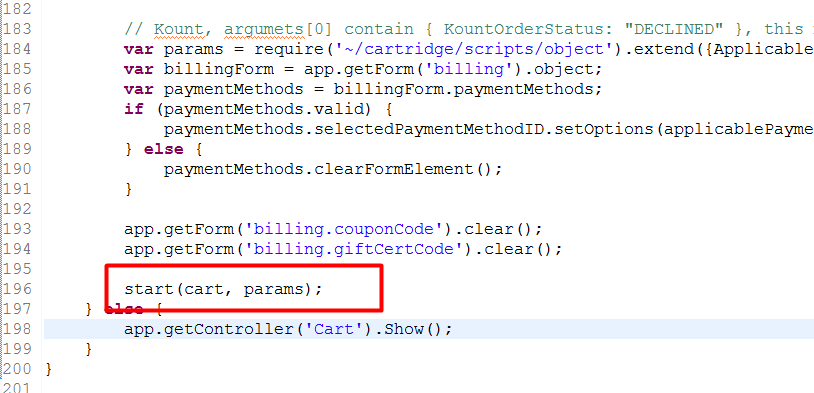 182
183 // Kount, argumets[0] contain { KountOrderStatus: "DECLINED" }, this
184 var params = require('~/cartridge/scripts/object').extend({Applicable
185 var billingForm = app.getForm('billing').object;
186 var paymentMethods = billingForm.paymentMethods;
187 if (paymentMethods.valid) {
188 paymentMethods.selectedPaymentMethodID.setOptions(applicablePayme
189 } else {
190 paymentMethods.clearFormElement();
191 }
192
193 app.getForm('billing.couponCode').clear();
194 app.getForm('billing.giftCertCode').clear();
195
196 start(cart, params);
197 } else {
198 app.getController('Cart').Show();
199 }
200 }
201